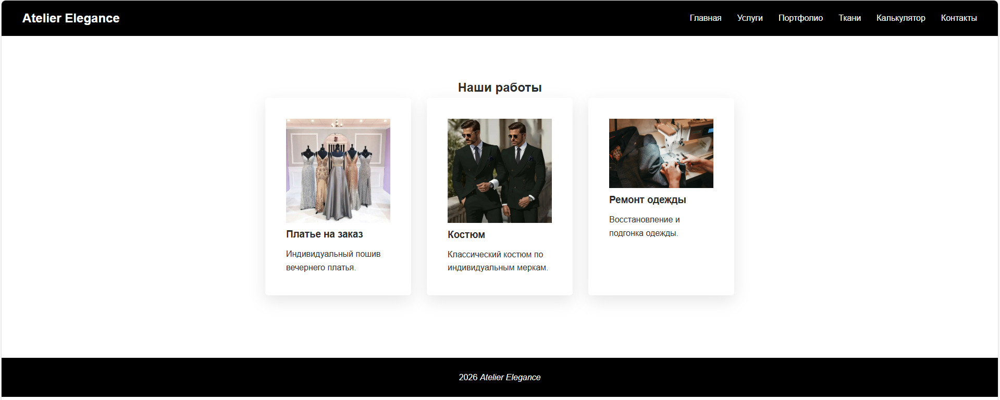 Atelier Elegance
Главная Услуги Портфолио Ткани Калькулятор Контакты
Наши работы
Платье на заказ
Индивидуальный пошив
вечернего платья.
Костюм
Классический костюм по
индивидуальным меркам.
Ремонт одежды
Восстановление и
подгонка одежды.
2026 Atelier Elegance